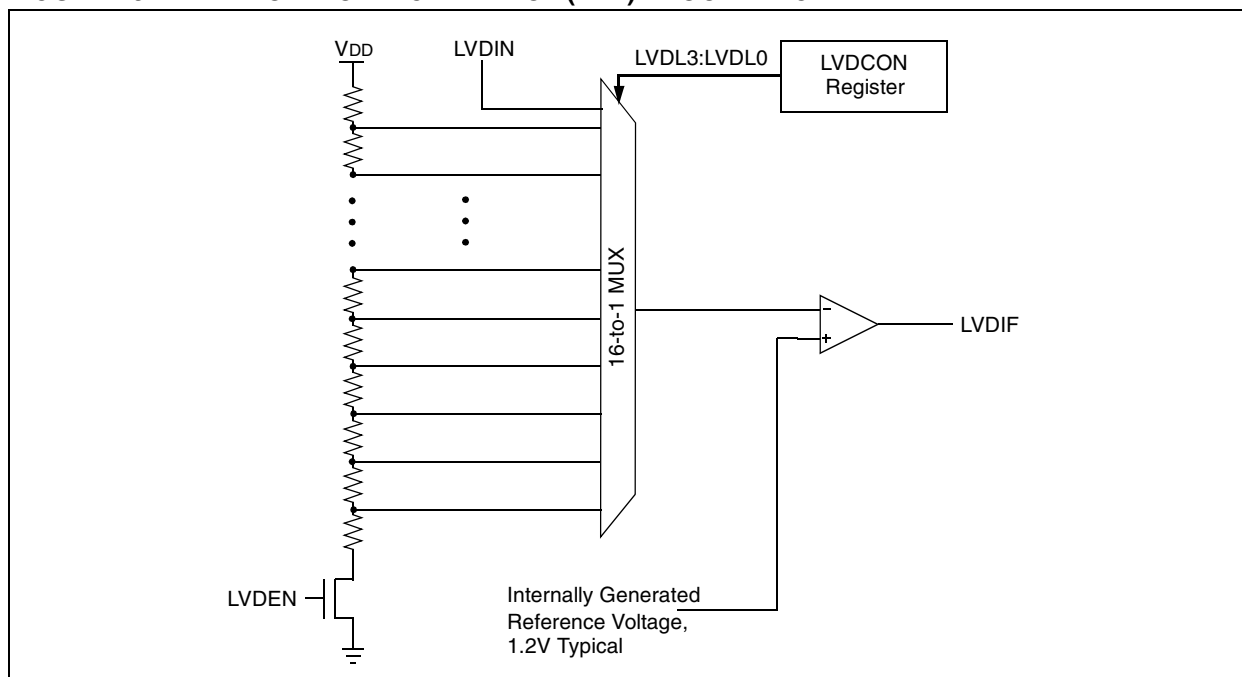 VDD
LVDIN
LVDL3:LVDL0
LVDCON
Register
16-to-1 MUX
-
+
LVDIF
LVDEN
Internally Generated
Reference Voltage,
1.2V Typical